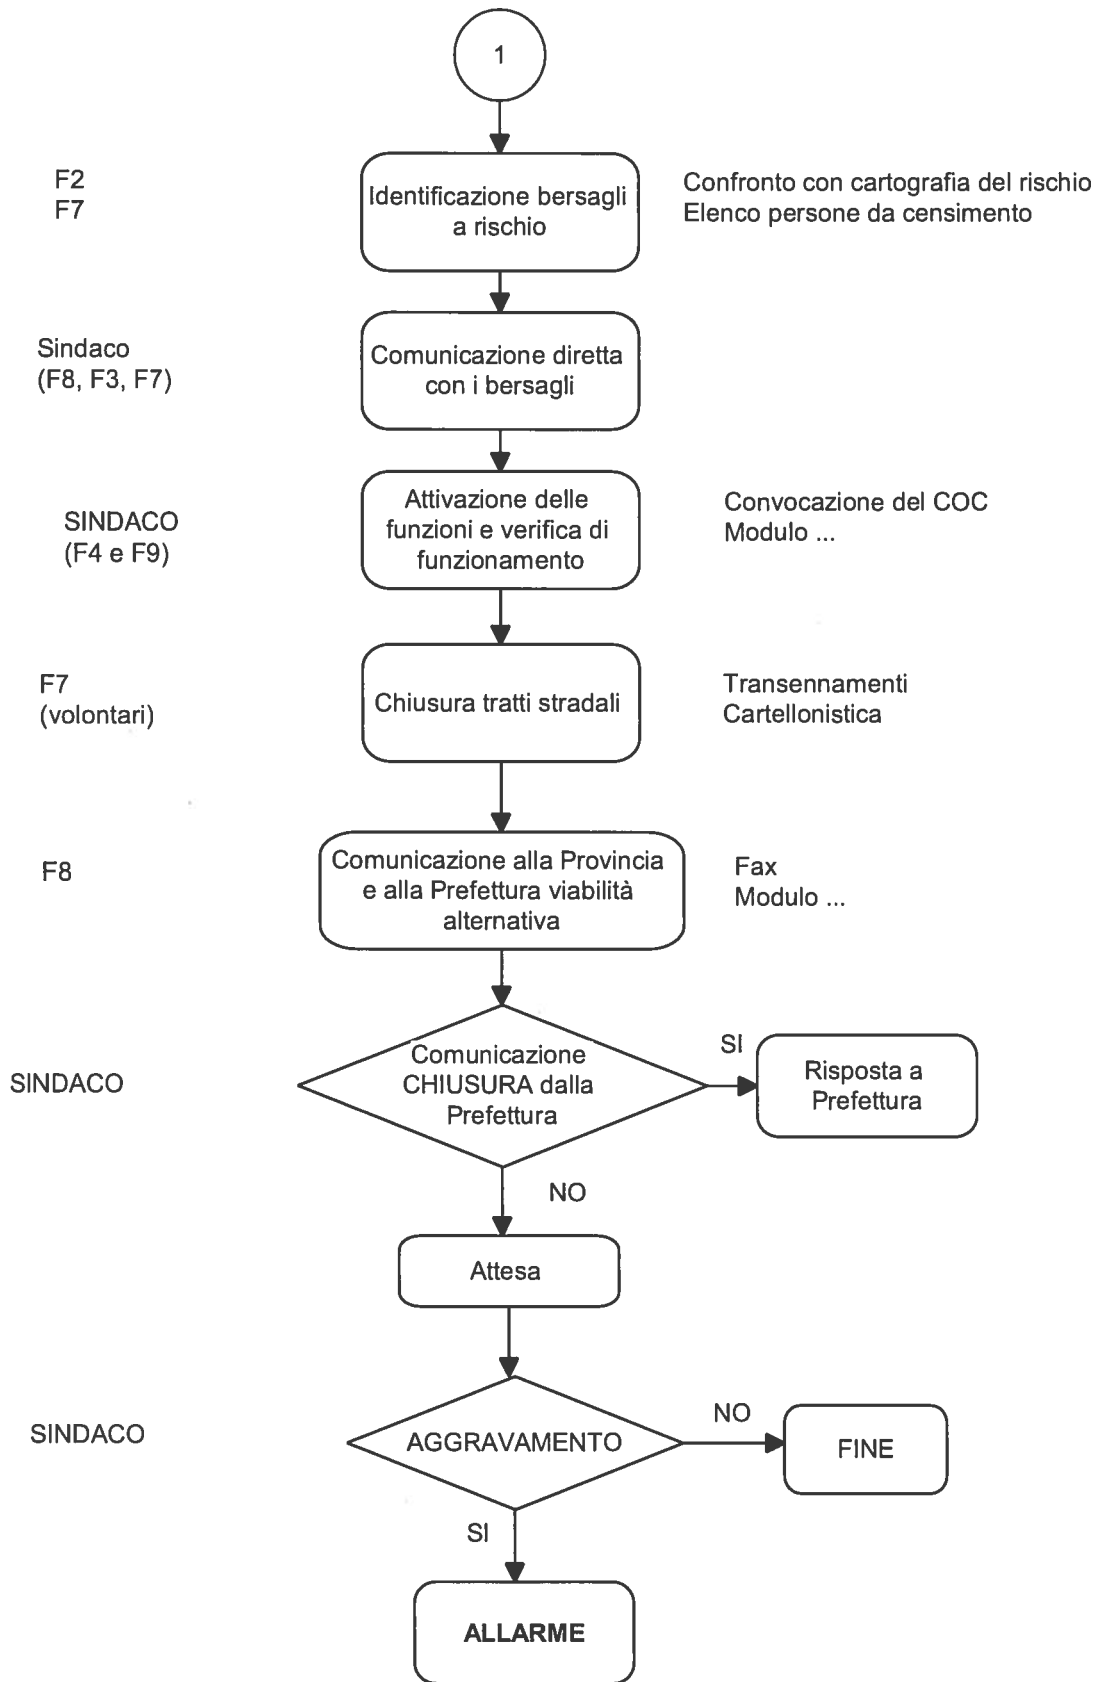 1
F2
F7
Identificazione bersagli
a rischio
Confronto con cartografia del rischio
Elenco persone da censimento
Sindaco
(F8, F3, F7)
Comunicazione diretta
con i bersagli
SINDACO
(F4 e F9)
Attivazione delle
funzioni e verifica di
funzionamento
Convocazione del COC
Modulo ...
F7
(volontari)
Chiusura tratti stradali
Transennamenti
Cartellonistica
F8
Comunicazione alla Provincia
e alla Prefettura viabilità
alternativa
Fax
Modulo ...
SINDACO
Comunicazione
CHIUSURA dalla
Prefettura
SI
Risposta a
Prefettura
NO
Attesa
SINDACO
AGGRAVAMENTO
NO
FINE
SI
ALLARME